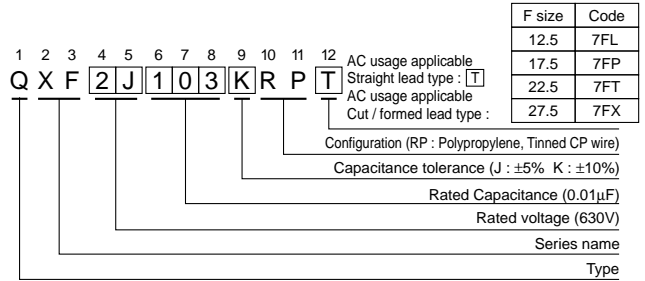 F size Code
12.5 7FL
17.5 7FP
22.5 7FT
27.5 7FX
1 2 3 4 5 6 7 8 9 10 11 12
Q X F 2 J 1 0 3 K R P T
AC usage applicable
Straight lead type : T
AC usage applicable
Cut / formed lead type :
Configuration (RP : Polypropylene, Tinned CP wire)
Capacitance tolerance (J : ±5% K : ±10%)
Rated Capacitance (0.01µF)
Rated voltage (630V)
Series name
Type